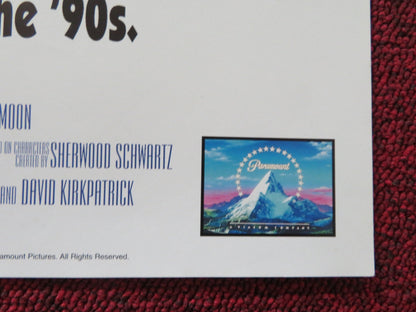 he '90s.
MOON
D ON CHARACTERS
CREATED BY SHERWOOD SCHWARTZ
AND DAVID KIRKPATRICK
Paramount
A VIACOM COMPANY
amount Pictures. All Rights Reserved.